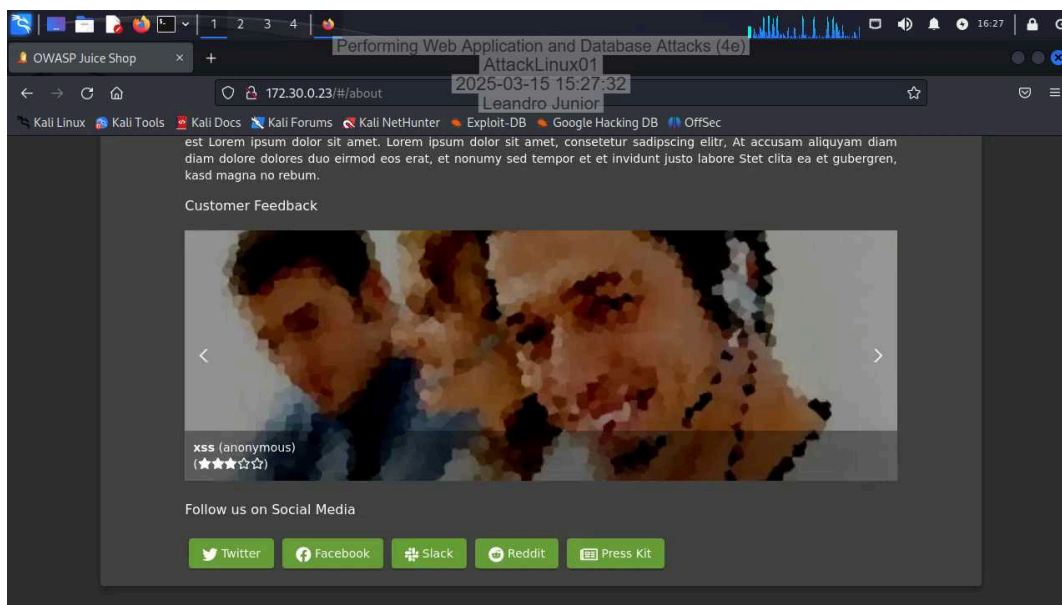 1 2 3 4
16:27
Performing Web Application and Database Attacks (4e)
AttackLinux01
2025-03-15 15:27:32
Leandro Junior
OWASP Juice Shop
172.30.0.23/#/about
Kali Linux Kali Tools Kali Docs Kali Forums Kali NetHunter Exploit-DB Google Hacking DB OffSec
est Lorem ipsum dolor sit amet. Lorem ipsum dolor sit amet, consetetur sadipscing elitr, At accusam aliquyam diam
diam dolore dolores duo eirmod eos erat, et nonumy sed tempor et et invidunt justo labore Stet clita ea et gubergren,
kasd magna no rebum.
Customer Feedback
xss (anonymous)
(★★★☆☆)
Follow us on Social Media
Twitter Facebook Slack Reddit Press Kit